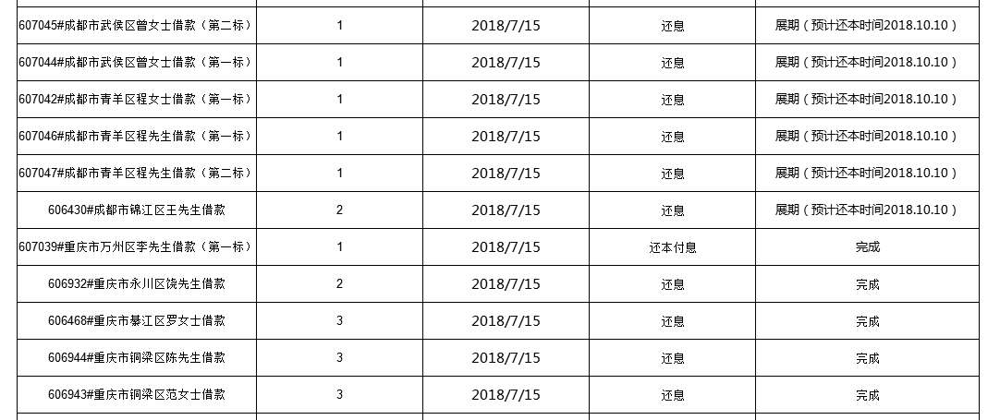 607045#成都市武侯区曾女士借款（第二标） 1 2018/7/15 还息 展期（预计还本时间2018.10.10）
607044#成都市武侯区曾女士借款（第一标） 1 2018/7/15 还息 展期（预计还本时间2018.10.10）
607042#成都市青羊区程女士借款（第一标） 1 2018/7/15 还息 展期（预计还本时间2018.10.10）
607046#成都市青羊区程先生借款（第一标） 1 2018/7/15 还息 展期（预计还本时间2018.10.10）
607047#成都市青羊区程先生借款（第二标） 1 2018/7/15 还息 展期（预计还本时间2018.10.10）
606430#成都市锦江区王先生借款 2 2018/7/15 还息 展期（预计还本时间2018.10.10）
607039#重庆市万州区李先生借款（第一标） 1 2018/7/15 还本付息 完成
606932#重庆市永川区饶先生借款 2 2018/7/15 还息 完成
606468#重庆市綦江区罗女士借款 3 2018/7/15 还息 完成
606944#重庆市铜梁区陈先生借款 3 2018/7/15 还息 完成
606943#重庆市铜梁区范女士借款 3 2018/7/15 还息 完成